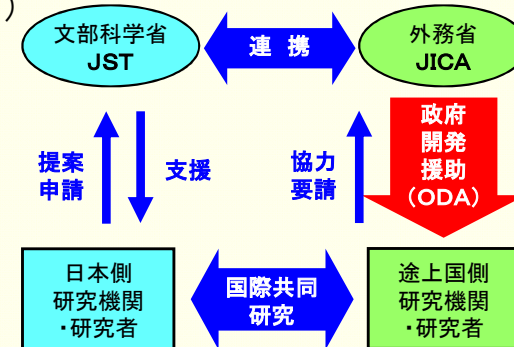 )
文部科学省
JST
連携
外務省
JICA
提案
申請
支援
協力
要請
政府
開発
援助
(ODA)
日本側
研究機関
・研究者
国際共同
研究
途上国側
研究機関
・研究者